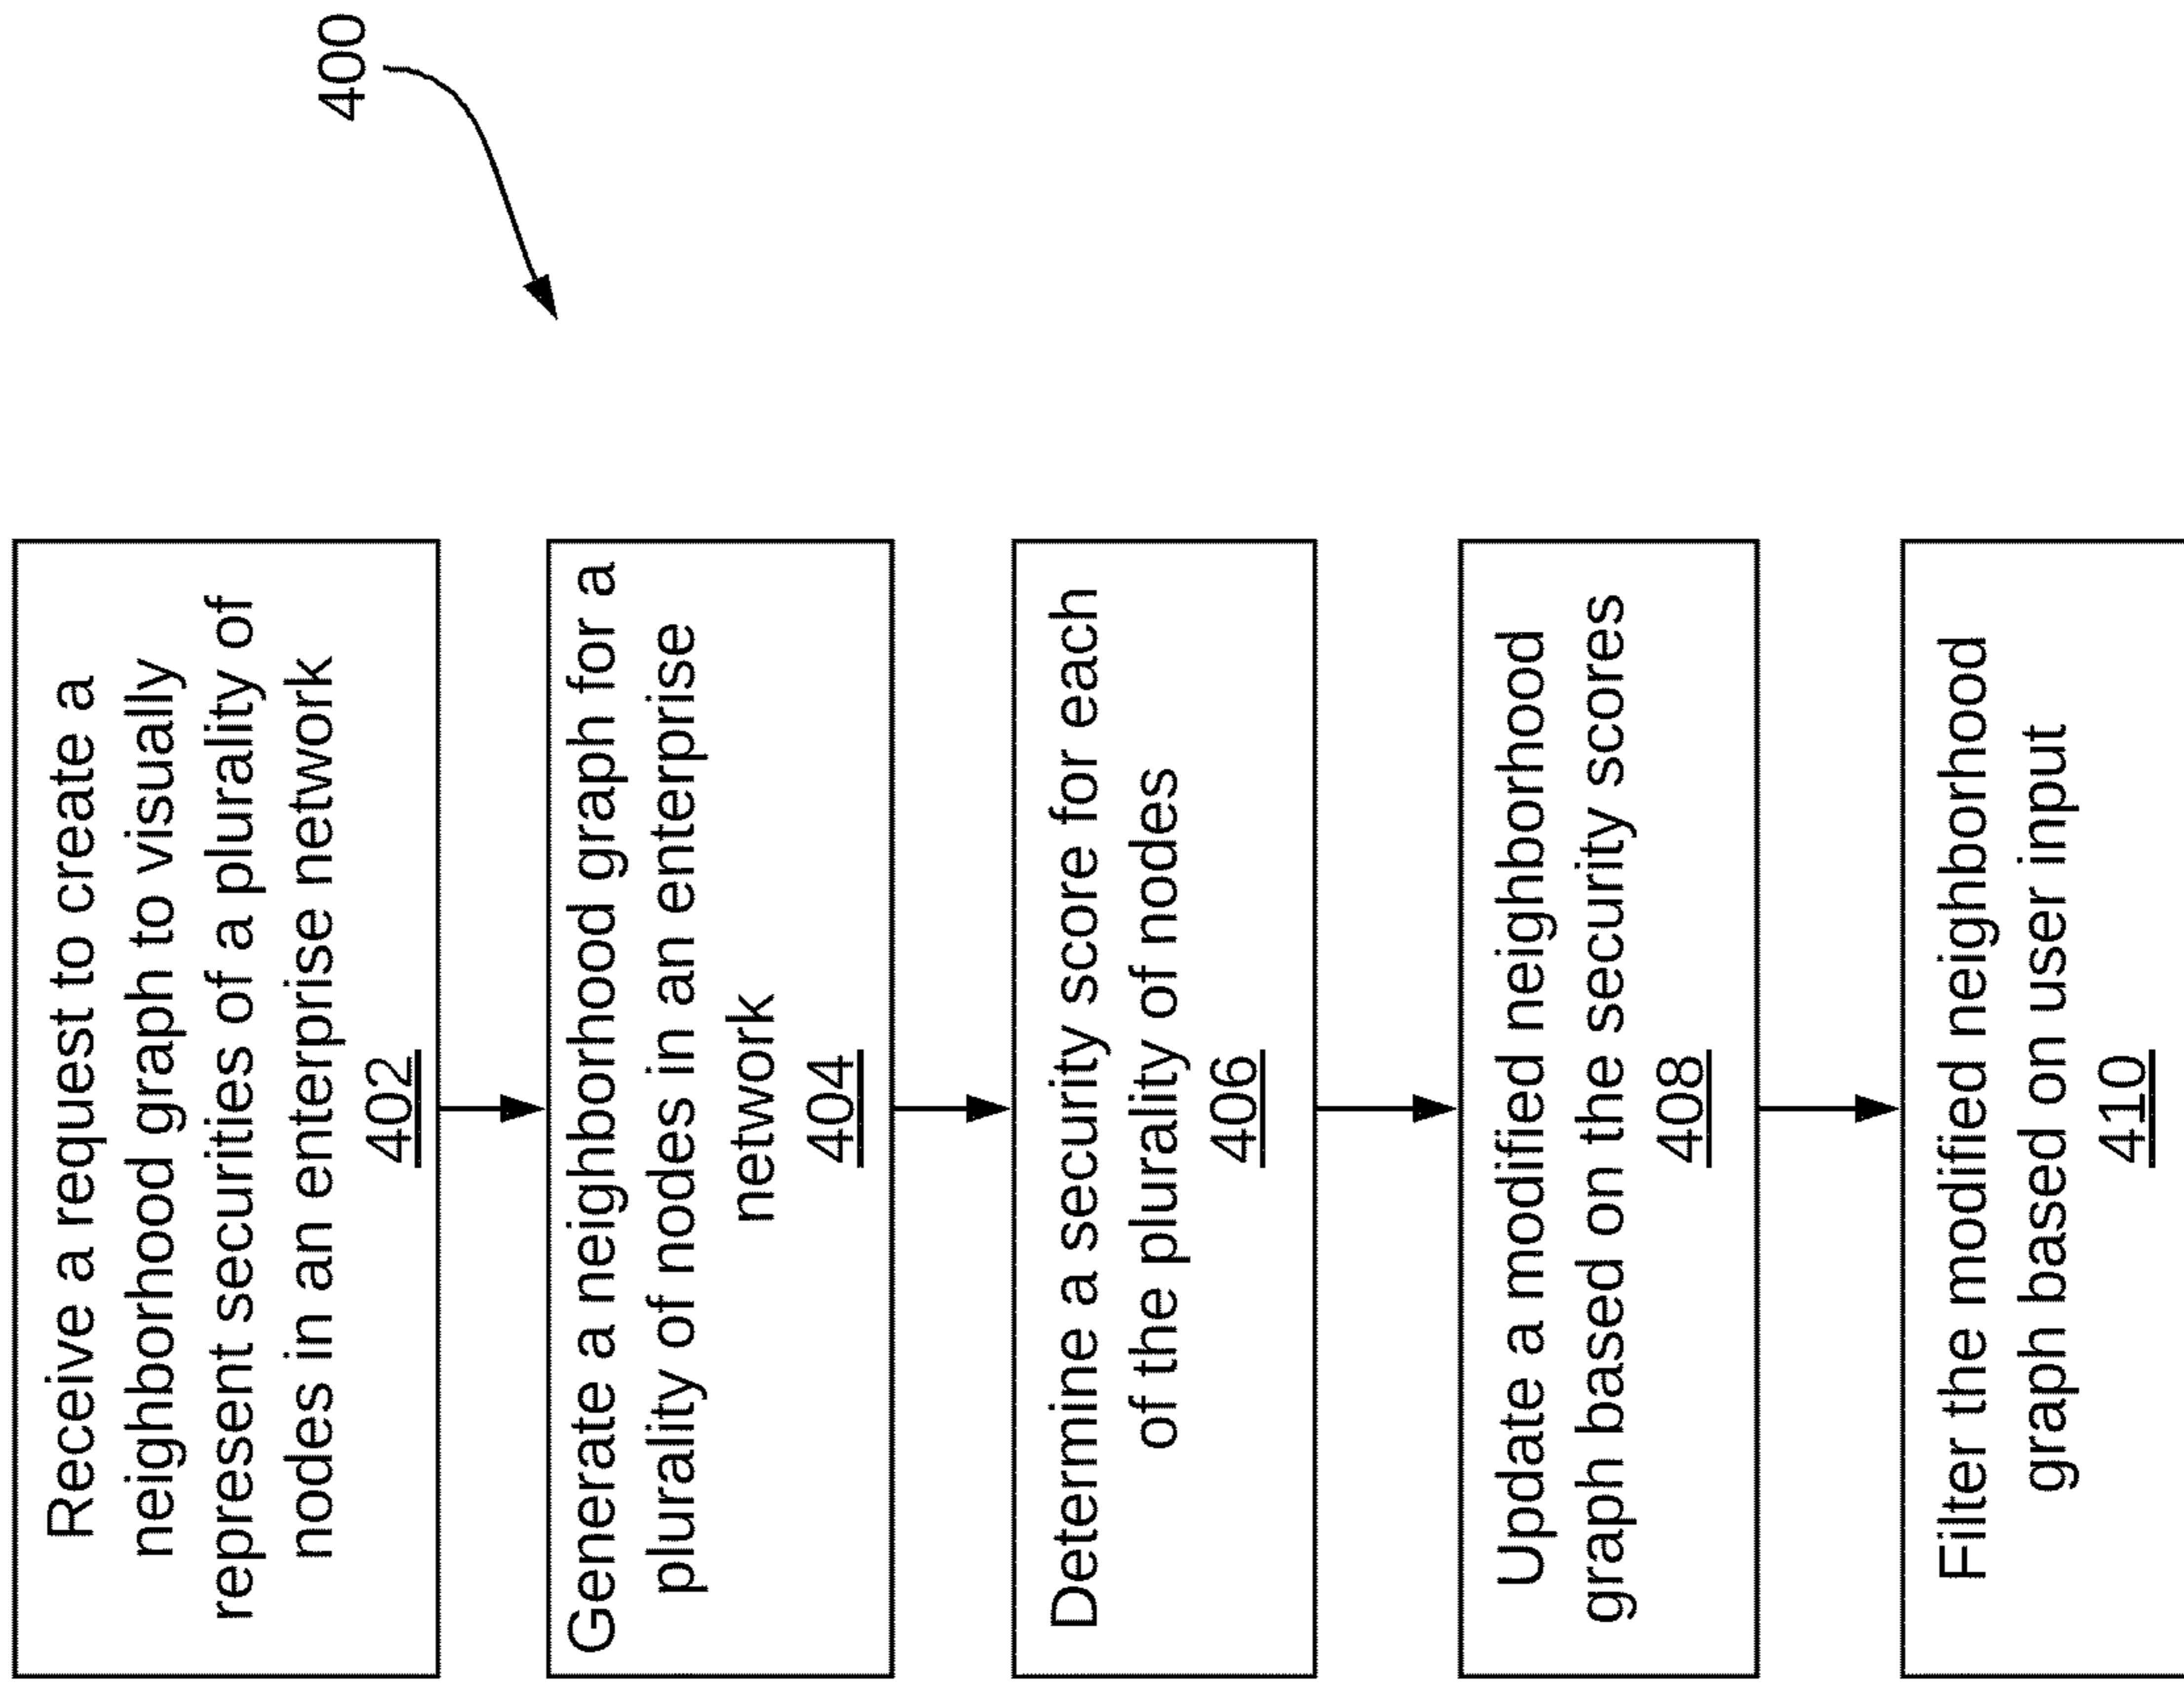 400
Receive a request to create a
neighborhood graph to visually
represent securities of a plurality of
nodes in an enterprise network
402
Generate a neighborhood graph for a
plurality of nodes in an enterprise
network
404
Determine a security score for each
of the plurality of nodes
406
Update a modified neighborhood
graph based on the security scores
408
Filter the modified neighborhood
graph based on user input
410